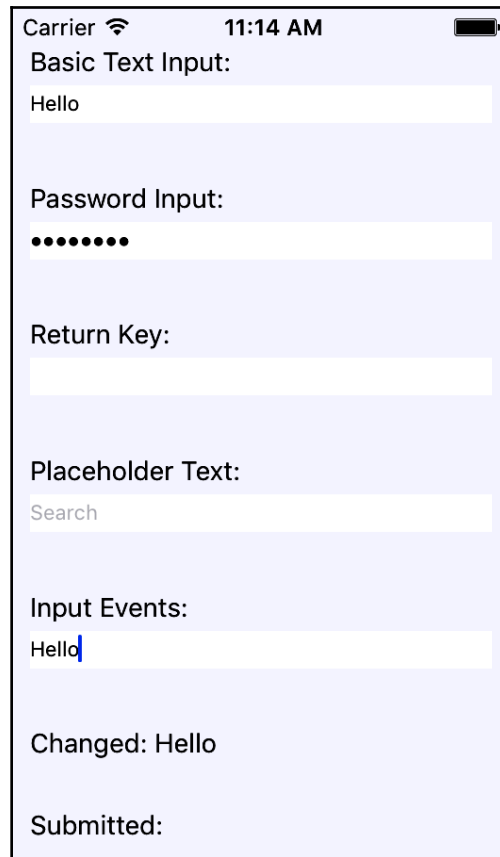 Carrier 11:14 AM
Basic Text Input:
Hello
Password Input:
●●●●●●●●
Return Key:
Placeholder Text:
Search
Input Events:
Hello
Changed: Hello
Submitted: